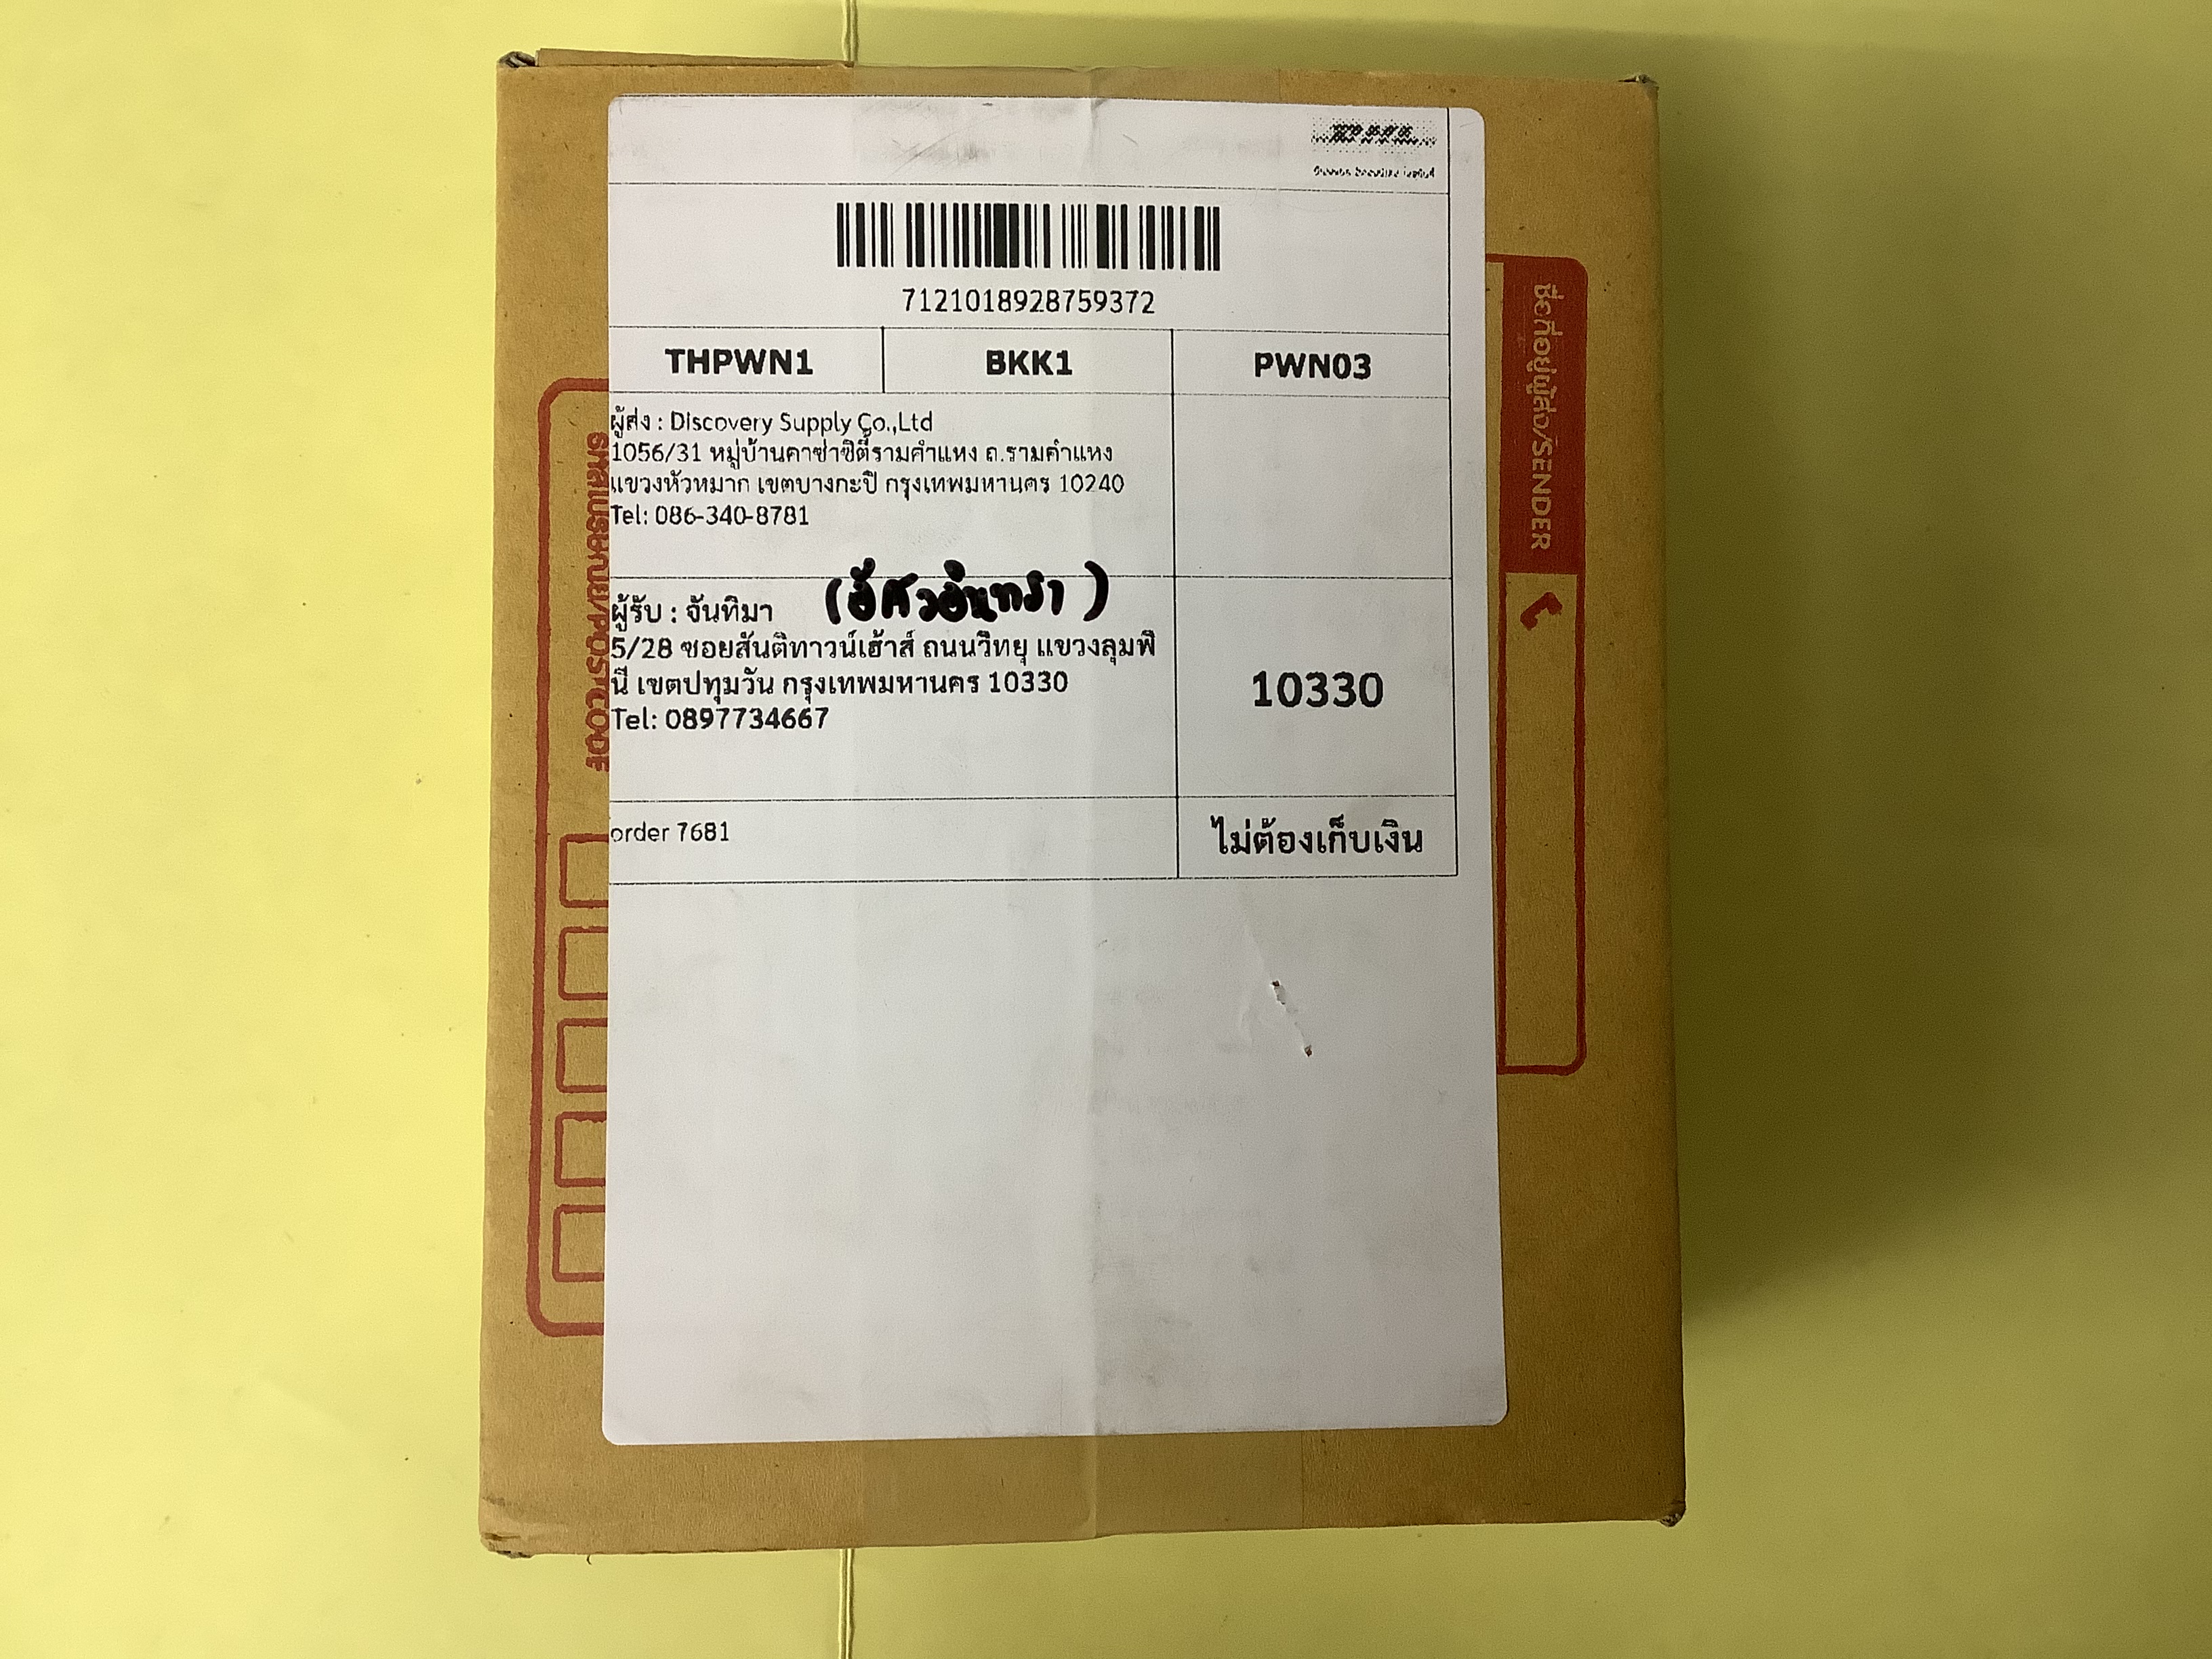 7121018928759372
THPWN1 BKK1 PWN03
ผู้ส่ง : Discovery Supply Co.,Ltd
1056/31 หมู่บ้านคาซ่าซิตี้รามคำแหง ถ.รามคำแหง
แขวงหัวหมาก เขตบางกะปิ กรุงเทพมหานคร 10240
Tel: 086-340-8781
ผู้รับ : จันทิมา (อัศวอินทรา)
5/28 ซอยสันติทาวน์เฮ้าส์ ถนนวิทยุ แขวงลุมพิ
นี เขตปทุมวัน กรุงเทพมหานคร 10330
Tel: 0897734667
10330
order 7681
ไม่ต้องเก็บเงิน
ชื่อที่อยู่ผู้ส่ง/SENDER
รหัสไปรษณีย์/POSTCODE